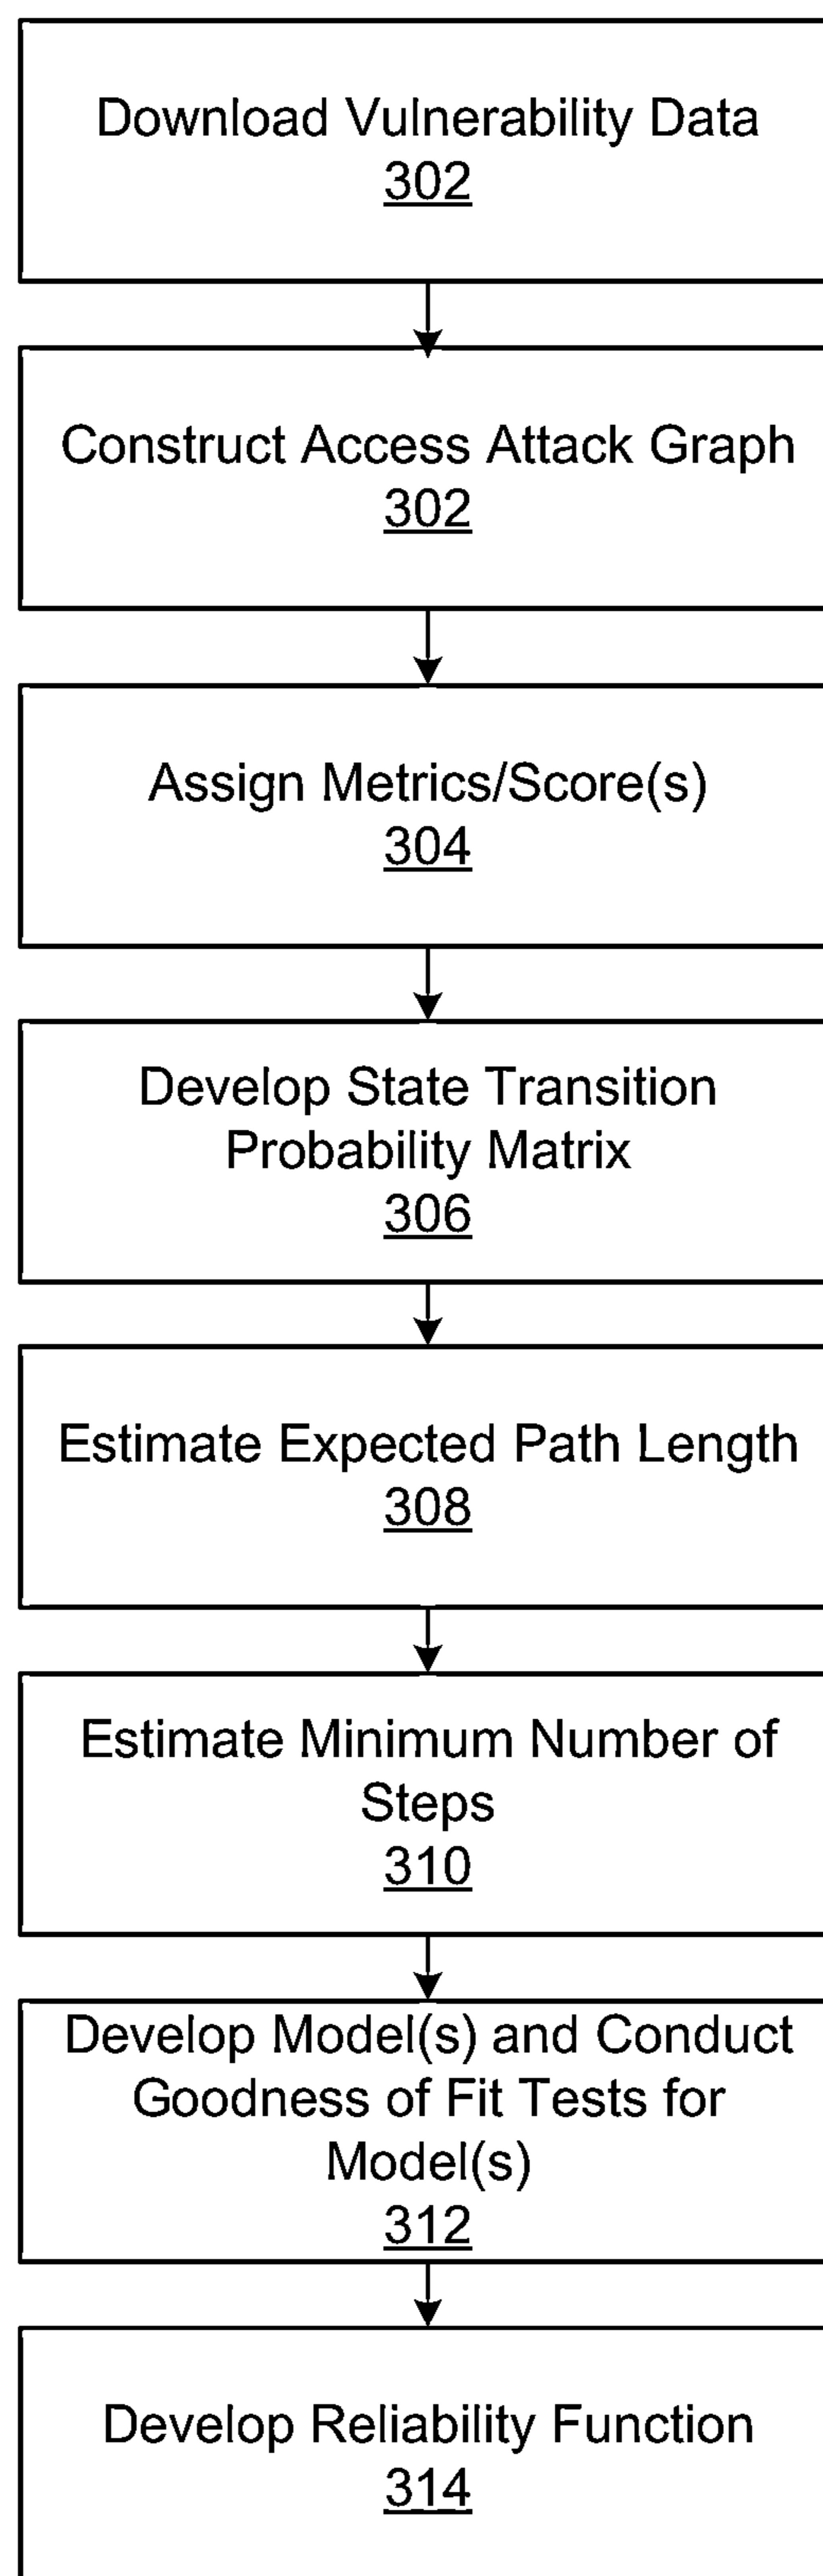 Download Vulnerability Data
302
Construct Access Attack Graph
302
Assign Metrics/Score(s)
304
Develop State Transition
Probability Matrix
306
Estimate Expected Path Length
308
Estimate Minimum Number of
Steps
310
Develop Model(s) and Conduct
Goodness of Fit Tests for
Model(s)
312
Develop Reliability Function
314